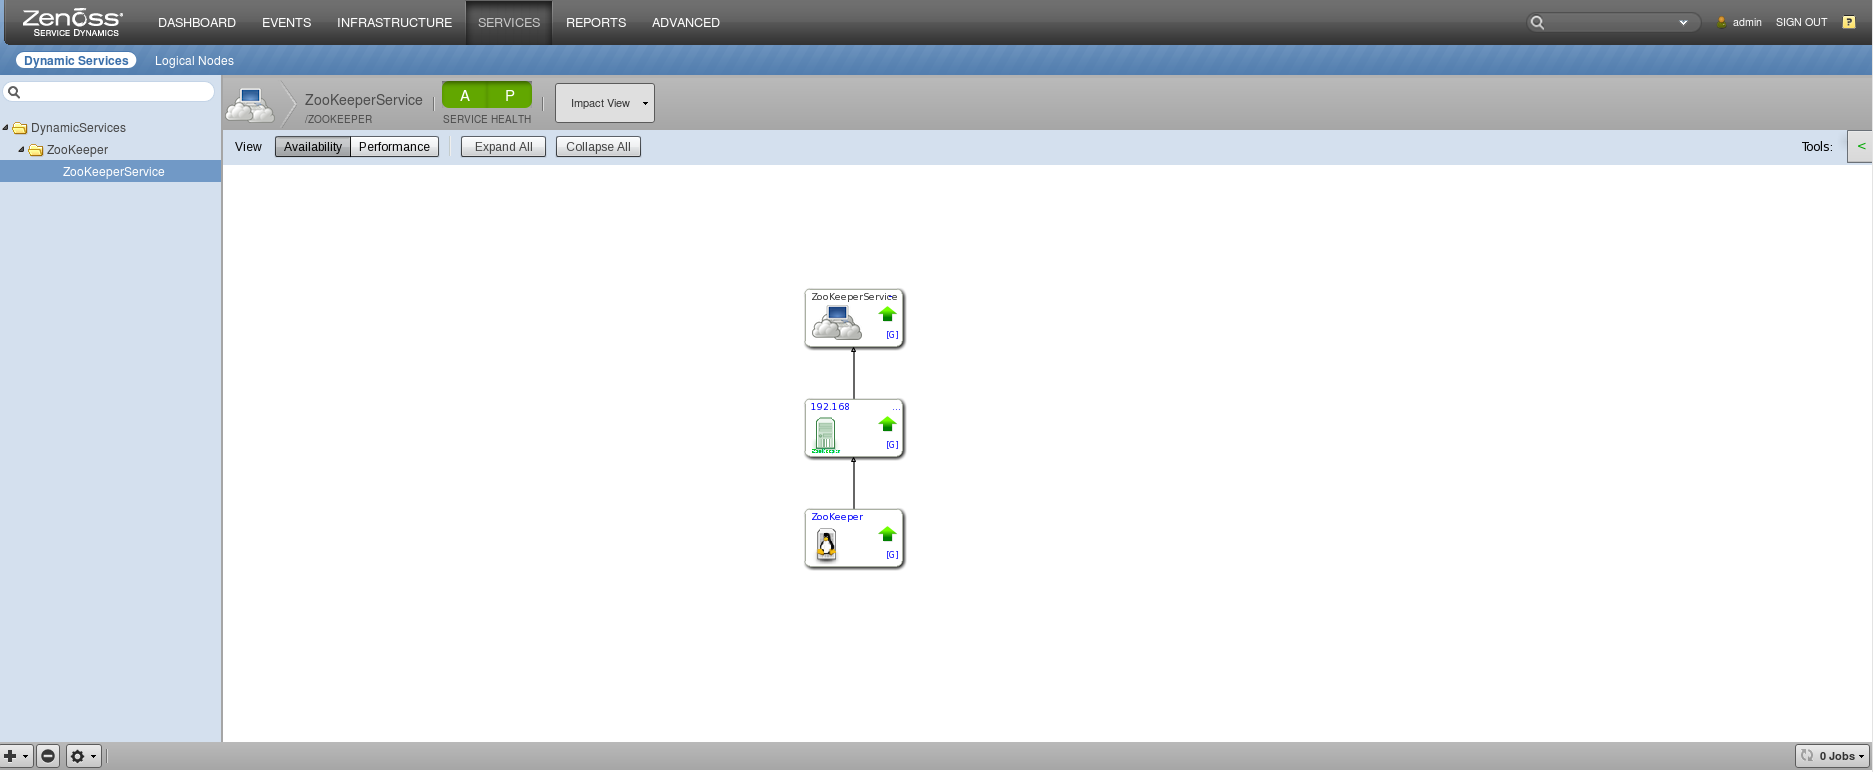 Zenoss
SERVICE DYNAMICS
DASHBOARD EVENTS INFRASTRUCTURE SERVICES REPORTS ADVANCED
admin SIGN OUT ?
Dynamic Services Logical Nodes
DynamicServices
ZooKeeper
ZooKeeperService
ZooKeeperService
/ZOOKEEPER
A P
SERVICE HEALTH
Impact View
View Availability Performance Expand All Collapse All
Tools: <
ZooKeeperService
[G]
192.168 ...
[G]
ZooKeeper
ZooKeeper
[G]
0 Jobs